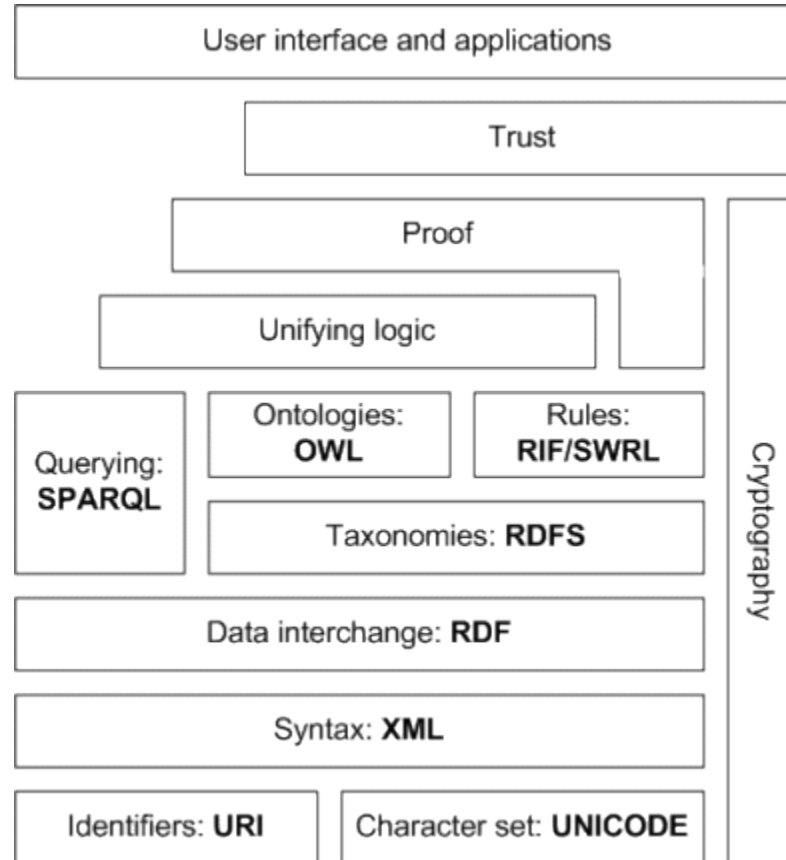 User interface and applications
Trust
Proof
Unifying logic
Querying:
SPARQL
Ontologies:
OWL
Rules:
RIF/SWRL
Taxonomies: RDFS
Data interchange: RDF
Syntax: XML
Identifiers: URI
Character set: UNICODE
Cryptography